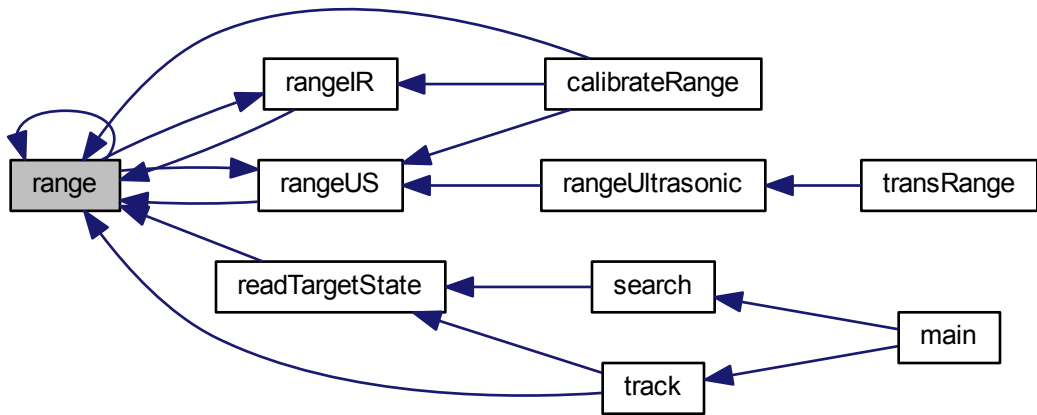 rangeIR
calibrateRange
range
rangeUS
rangeUltrasonic
transRange
readTargetState
search
main
track